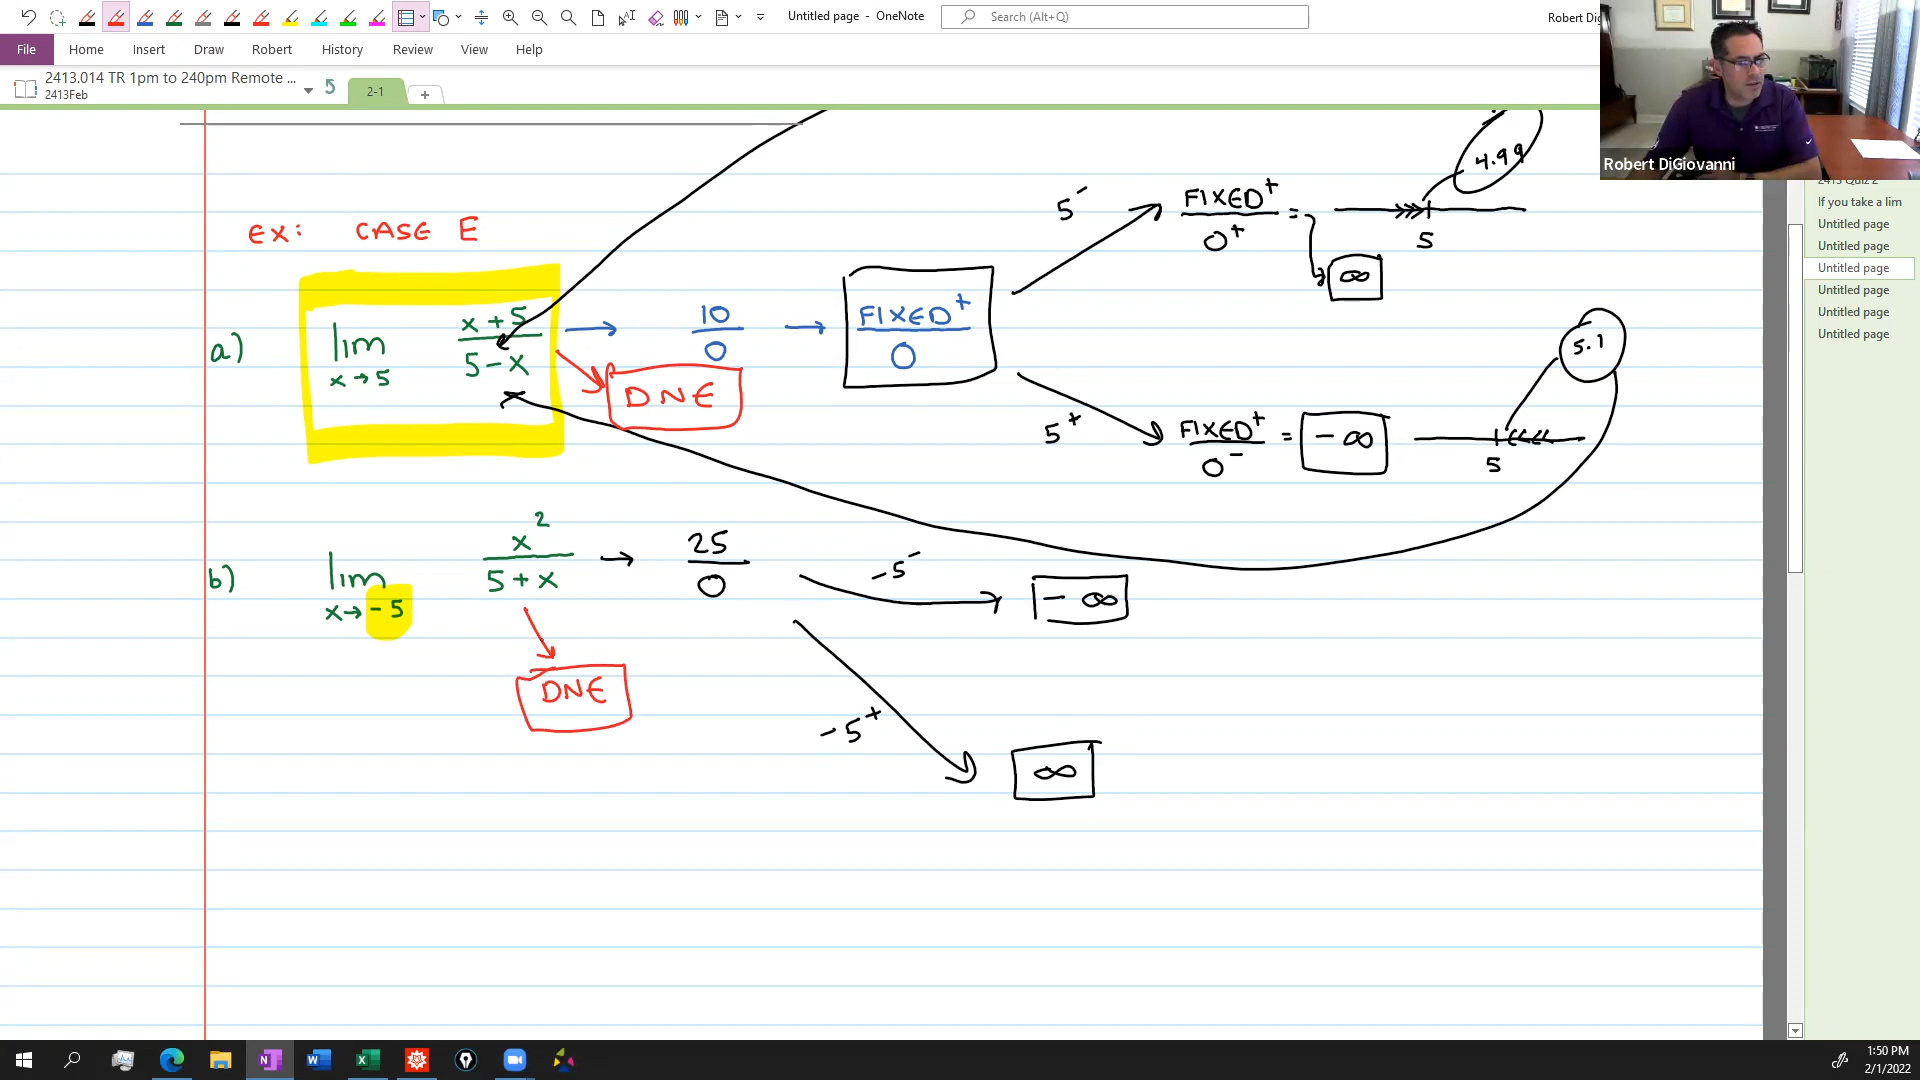 Untitled page - OneNote
Search (Alt+Q)
File Home Insert Draw Robert History Review View Help
2413.014 TR 1pm to 240pm Remote ...
2413Feb
2-1
Robert DiGiovanni
If you take a lim
Untitled page
Untitled page
Untitled page
Untitled page
Untitled page
Untitled page
EX: CASE E
a) lim x→5 x+5 / 5-x → 10/0 → FIXED⁺/0
DNE
5⁻ FIXED⁺/0⁺ = ∞
4.99
5
5⁺ FIXED⁺/0⁻ = -∞
5.1
5
b) lim x→-5 x²/5+x → 25/0
-5⁻ -∞
DNE
-5⁺ ∞
1:50 PM
2/1/2022